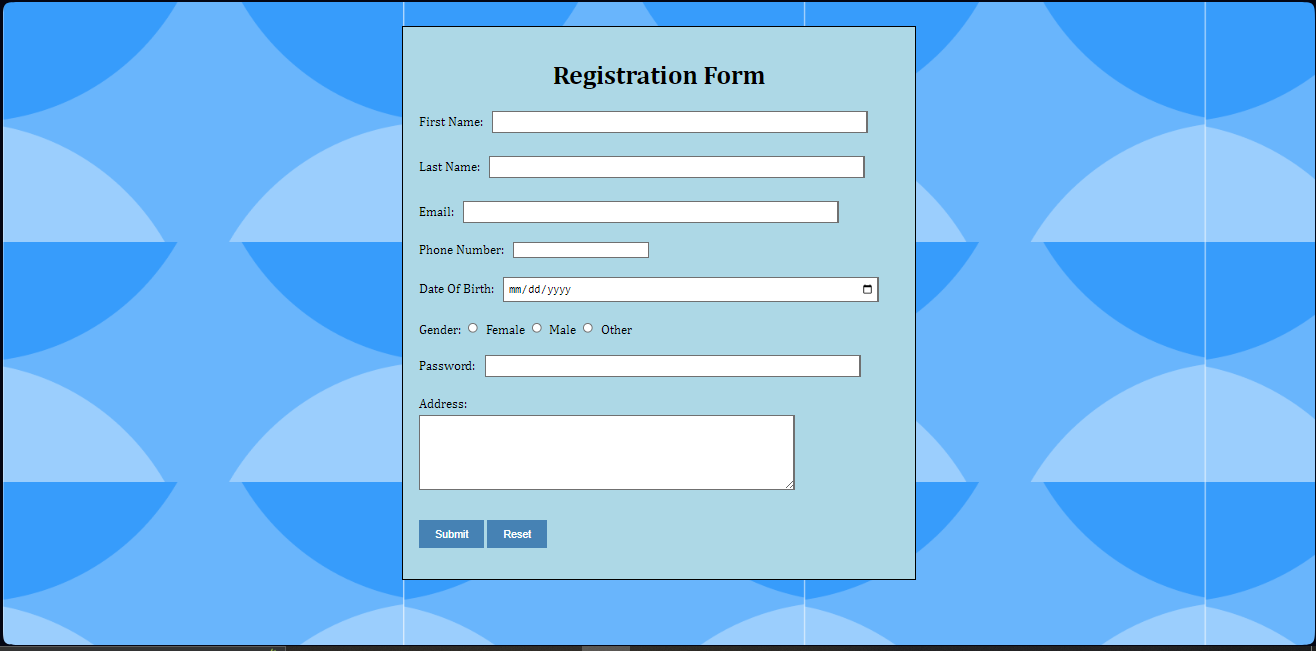 Registration Form
First Name:
Last Name:
Email:
Phone Number:
Date Of Birth: mm/dd/yyyy
Gender: Female Male Other
Password:
Address:
Submit Reset